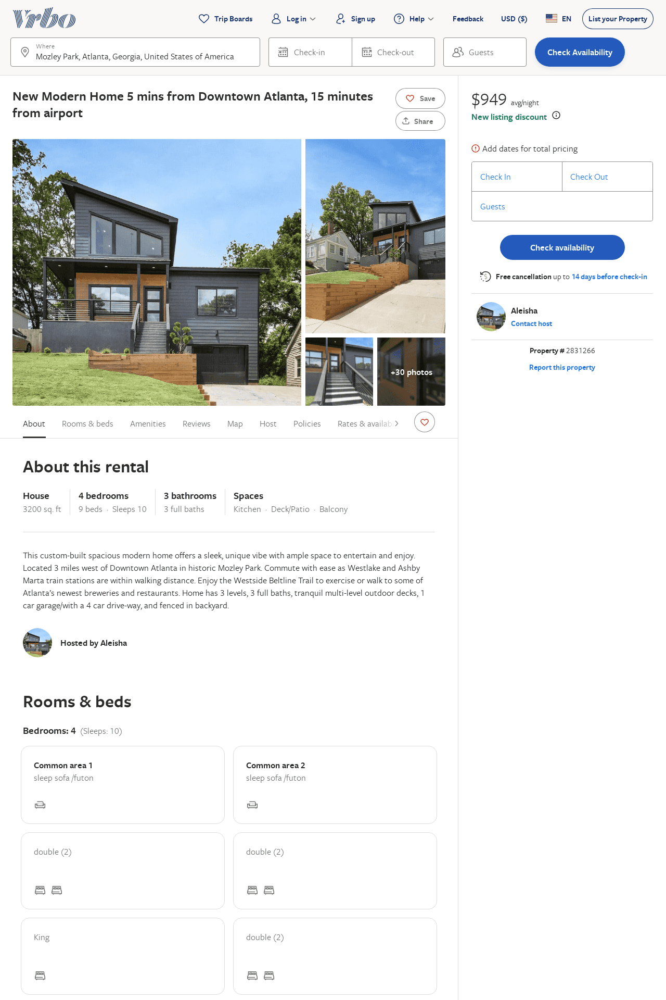 Vrbo
Trip Boards
Log in
Sign up
Help
Feedback
USD ($)
EN
List your Property
Where
Mozley Park, Atlanta, Georgia, United States of America
Check-in
Check-out
Guests
Check Availability
New Modern Home 5 mins from Downtown Atlanta, 15 minutes
from airport
Save
Share
+30 photos
$949 avg/night
New listing discount
Add dates for total pricing
Check In
Check Out
Guests
Check availability
Free cancellation up to 14 days before check-in
Aleisha
Contact host
Property # 2831266
Report this property
About
Rooms & beds
Amenities
Reviews
Map
Host
Policies
Rates & availabi
About this rental
House
3200 sq. ft
4 bedrooms
9 beds · Sleeps 10
3 bathrooms
3 full baths
Spaces
Kitchen · Deck/Patio · Balcony
This custom-built spacious modern home offers a sleek, unique vibe with ample space to entertain and enjoy.
Located 3 miles west of Downtown Atlanta in historic Mozley Park. Commute with ease as Westlake and Ashby
Marta train stations are within walking distance. Enjoy the Westside Beltline Trail to exercise or walk to some of
Atlanta’s newest breweries and restaurants. Home has 3 levels, 3 full baths, tranquil multi-level outdoor decks, 1
car garage/with a 4 car drive-way, and fenced in backyard.
Hosted by Aleisha
Rooms & beds
Bedrooms: 4 (Sleeps: 10)
Common area 1
sleep sofa /futon
Common area 2
sleep sofa /futon
double (2)
double (2)
King
double (2)